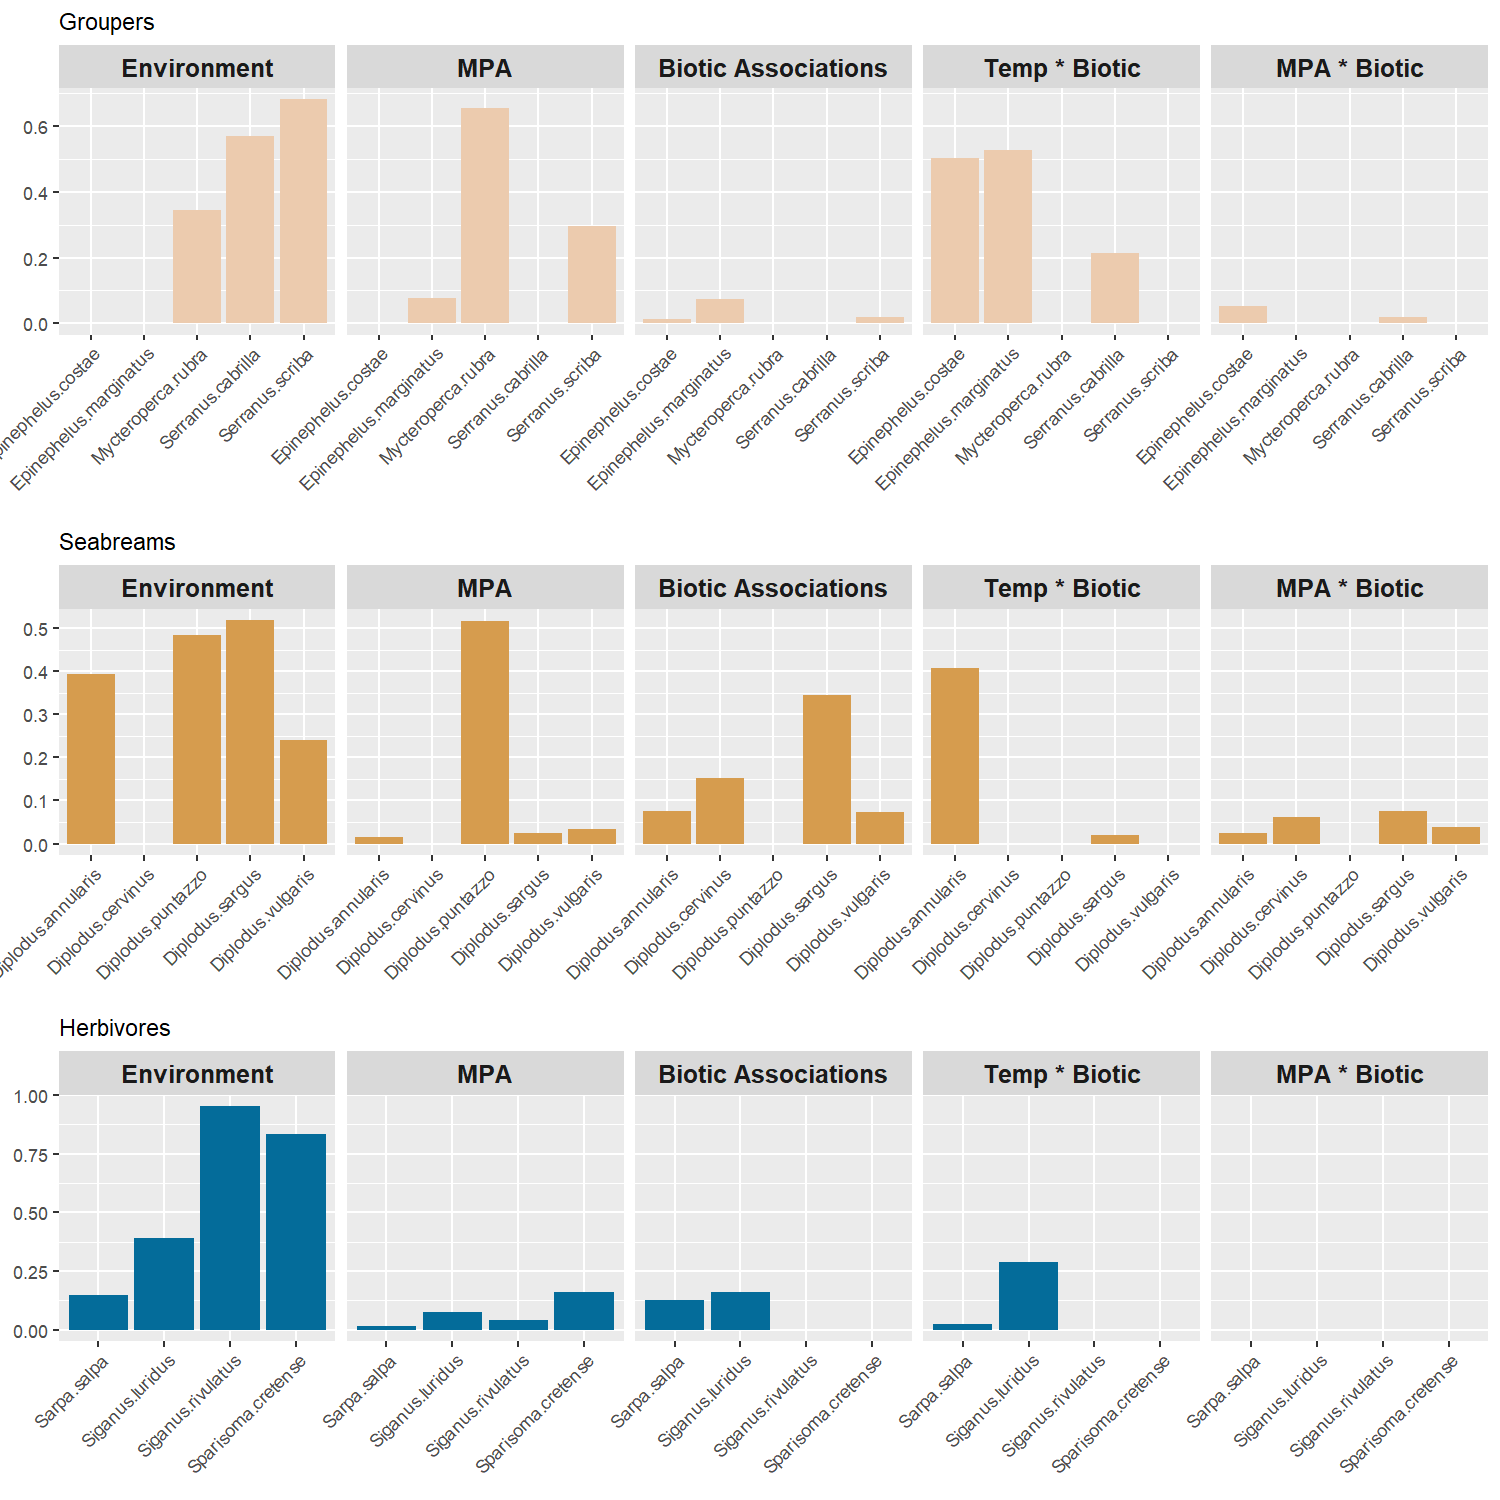 Groupers
Environment MPA Biotic Associations Temp * Biotic MPA * Biotic
0.6
0.4
0.2
0.0
pinephelus.costae Epinephelus.marginatus Mycteroperca.rubra Serranus.cabrilla Serranus.scriba Epinephelus.costae Epinephelus.marginatus Mycteroperca.rubra Serranus.cabrilla Serranus.scriba Epinephelus.costae Epinephelus.marginatus Mycteroperca.rubra Serranus.cabrilla Serranus.scriba Epinephelus.costae Epinephelus.marginatus Mycteroperca.rubra Serranus.cabrilla Serranus.scriba Epinephelus.costae Epinephelus.marginatus Mycteroperca.rubra Serranus.cabrilla Serranus.scriba
Seabreams
Environment MPA Biotic Associations Temp * Biotic MPA * Biotic
0.5
0.4
0.3
0.2
0.1
0.0
Diplodus.annularis Diplodus.cervinus Diplodus.puntazzo Diplodus.sargus Diplodus.vulgaris Diplodus.annularis Diplodus.cervinus Diplodus.puntazzo Diplodus.sargus Diplodus.vulgaris Diplodus.annularis Diplodus.cervinus Diplodus.puntazzo Diplodus.sargus Diplodus.vulgaris Diplodus.annularis Diplodus.cervinus Diplodus.puntazzo Diplodus.sargus Diplodus.vulgaris Diplodus.annularis Diplodus.cervinus Diplodus.puntazzo Diplodus.sargus Diplodus.vulgaris
Herbivores
Environment MPA Biotic Associations Temp * Biotic MPA * Biotic
1.00
0.75
0.50
0.25
0.00
Sarpa.salpa Siganus.luridus Siganus.rivulatus Sparisoma.cretense Sarpa.salpa Siganus.luridus Siganus.rivulatus Sparisoma.cretense Sarpa.salpa Siganus.luridus Siganus.rivulatus Sparisoma.cretense Sarpa.salpa Siganus.luridus Siganus.rivulatus Sparisoma.cretense Sarpa.salpa Siganus.luridus Siganus.rivulatus Sparisoma.cretense